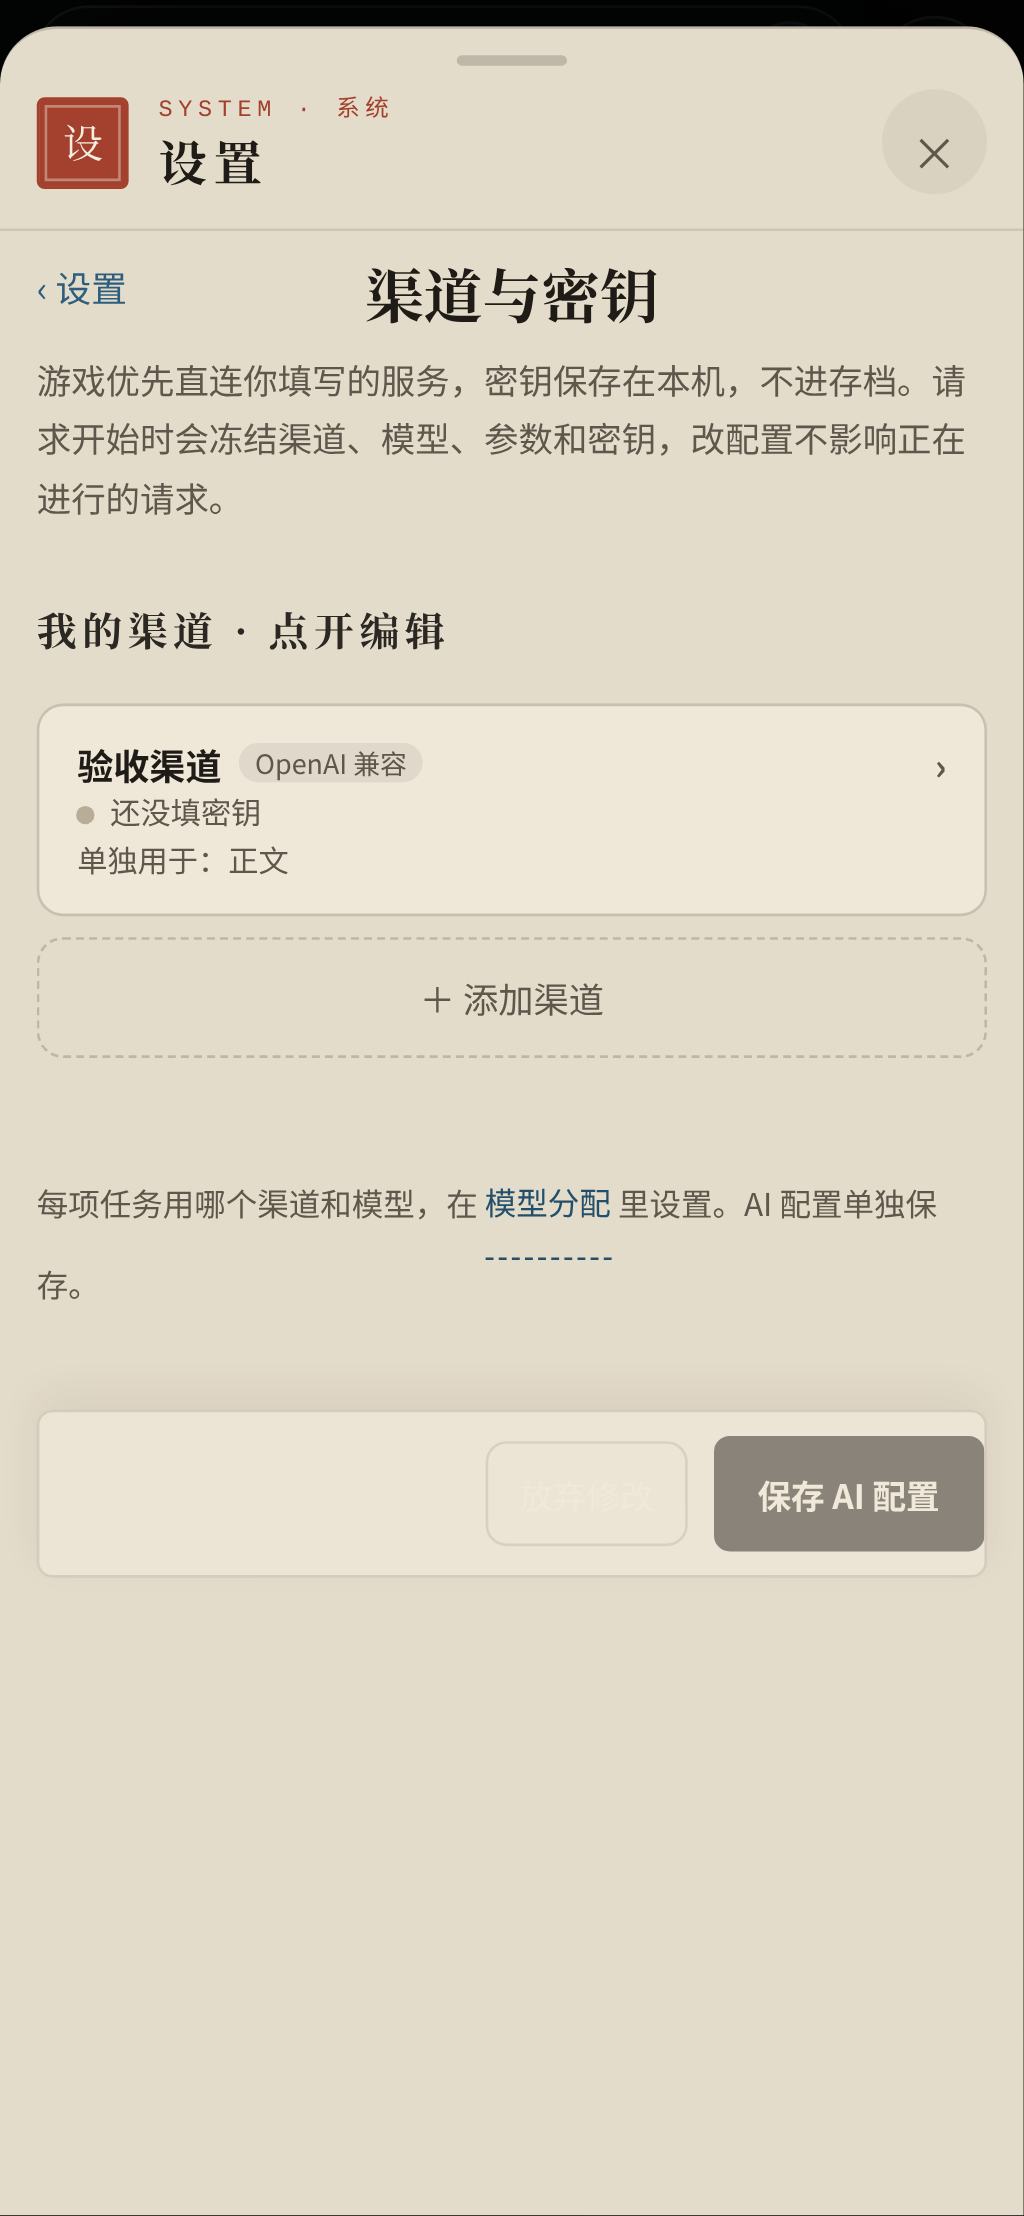 设
SYSTEM · 系统
设置
‹ 设置
渠道与密钥
游戏优先直连你填写的服务，密钥保存在本机，不进存档。请
求开始时会冻结渠道、模型、参数和密钥，改配置不影响正在
进行的请求。
我的渠道 · 点开编辑
验收渠道 OpenAI 兼容
还没填密钥
单独用于：正文
＋ 添加渠道
每项任务用哪个渠道和模型，在 模型分配 里设置。AI 配置单独保
存。
放弃修改
保存 AI 配置